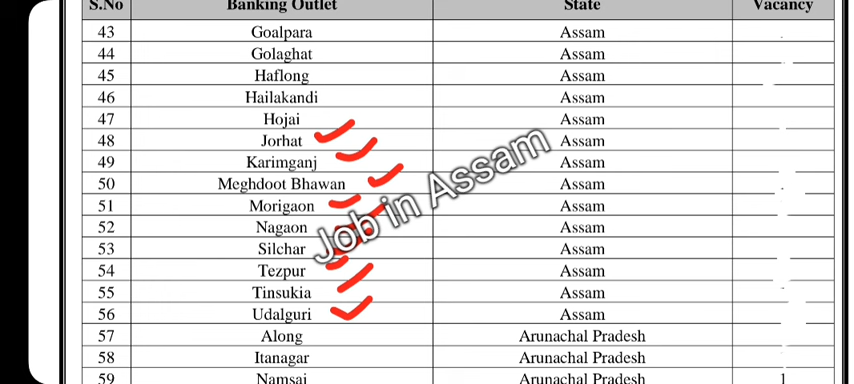 S.No Banking Outlet State Vacancy
43 Goalpara Assam
44 Golaghat Assam
45 Haflong Assam
46 Hailakandi Assam
47 Hojai Assam
48 Jorhat Assam
49 Karimganj Assam
50 Meghdoot Bhawan Assam
51 Morigaon Assam
52 Nagaon Assam
53 Silchar Assam
54 Tezpur Assam
55 Tinsukia Assam
56 Udalguri Assam
57 Along Arunachal Pradesh
58 Itanagar Arunachal Pradesh
59 Namsai Arunachal Pradesh 1
Job in Assam